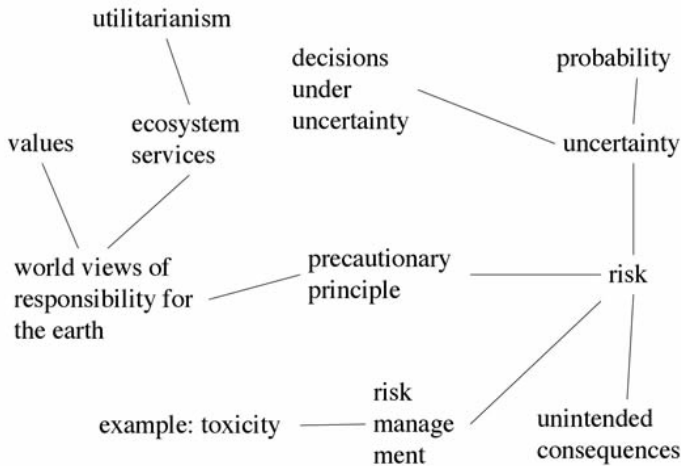 utilitarianism
decisions
under
uncertainty
probability
values
ecosystem
services
uncertainty
world views of
responsibility for
the earth
precautionary
principle
risk
example: toxicity
risk
manage
ment
unintended
consequences